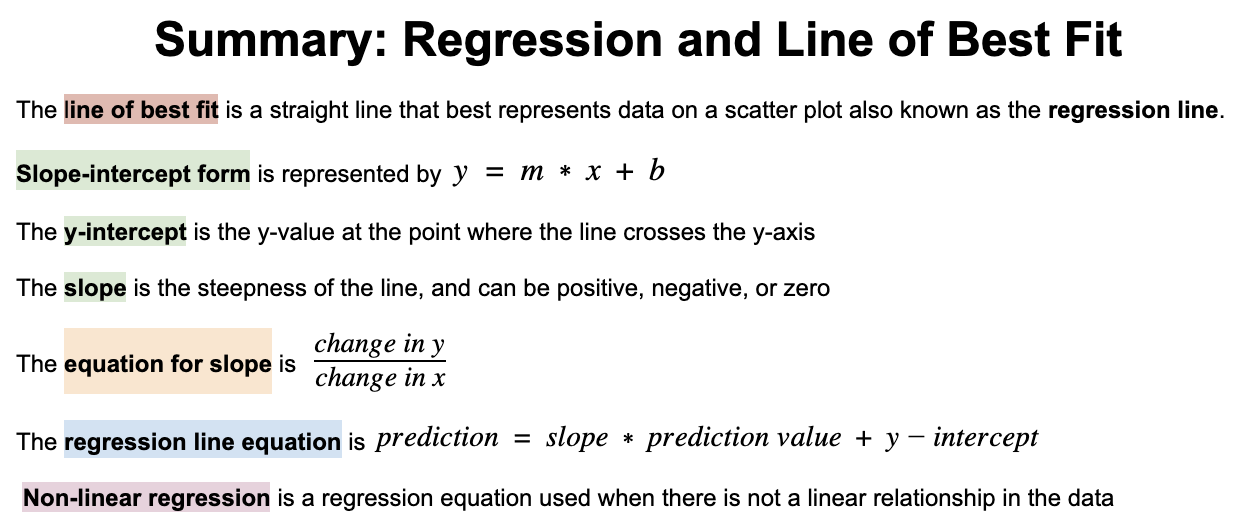 Summary: Regression and Line of Best Fit
The line of best fit is a straight line that best represents data on a scatter plot also known as the regression line.
Slope-intercept form is represented by y = m * x + b
The y-intercept is the y-value at the point where the line crosses the y-axis
The slope is the steepness of the line, and can be positive, negative, or zero
The equation for slope is change in y / change in x
The regression line equation is prediction = slope * prediction value + y − intercept
Non-linear regression is a regression equation used when there is not a linear relationship in the data